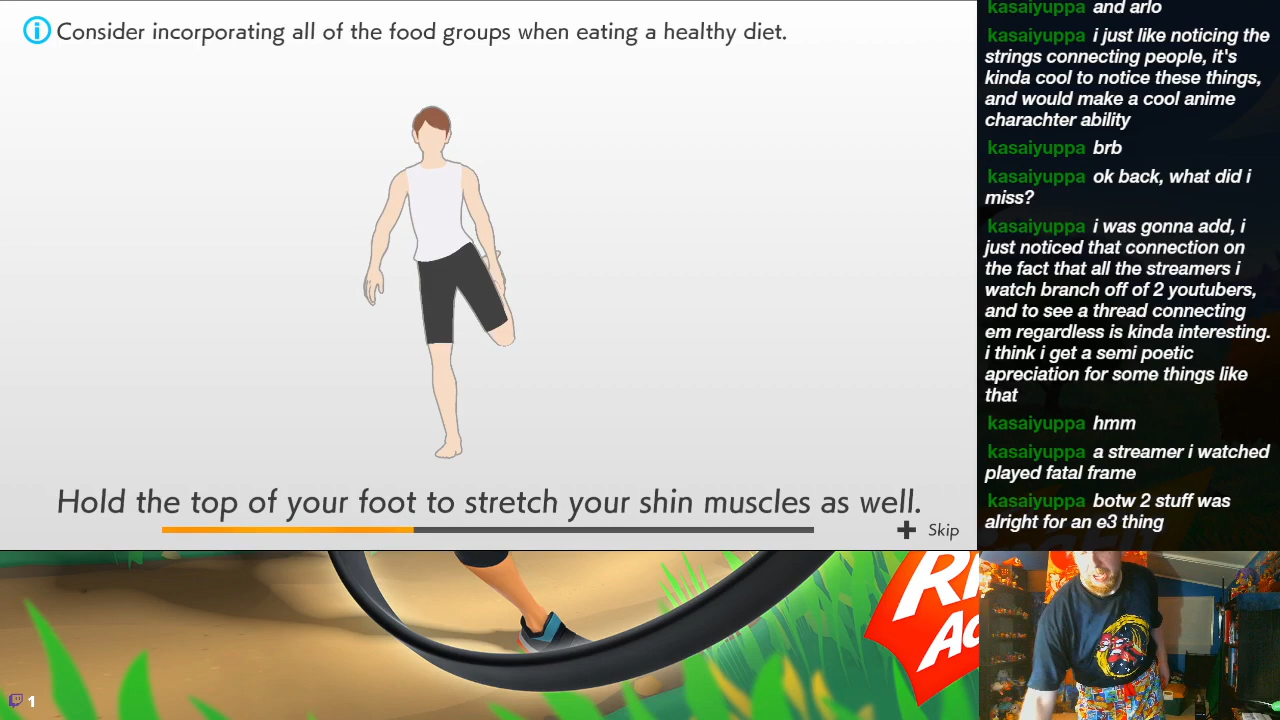 Consider incorporating all of the food groups when eating a healthy diet.
Hold the top of your foot to stretch your shin muscles as well.
Skip
kasaiyuppa and arlo
kasaiyuppa i just like noticing the
strings connecting people, it's
kinda cool to notice these things,
and would make a cool anime
charachter ability
kasaiyuppa brb
kasaiyuppa ok back, what did i
miss?
kasaiyuppa i was gonna add, i
just noticed that connection on
the fact that all the streamers i
watch branch off of 2 youtubers,
and to see a thread connecting
em regardless is kinda interesting.
i think i get a semi poetic
apreciation for some things like
that
kasaiyuppa hmm
kasaiyuppa a streamer i watched
played fatal frame
kasaiyuppa botw 2 stuff was
alright for an e3 thing
1